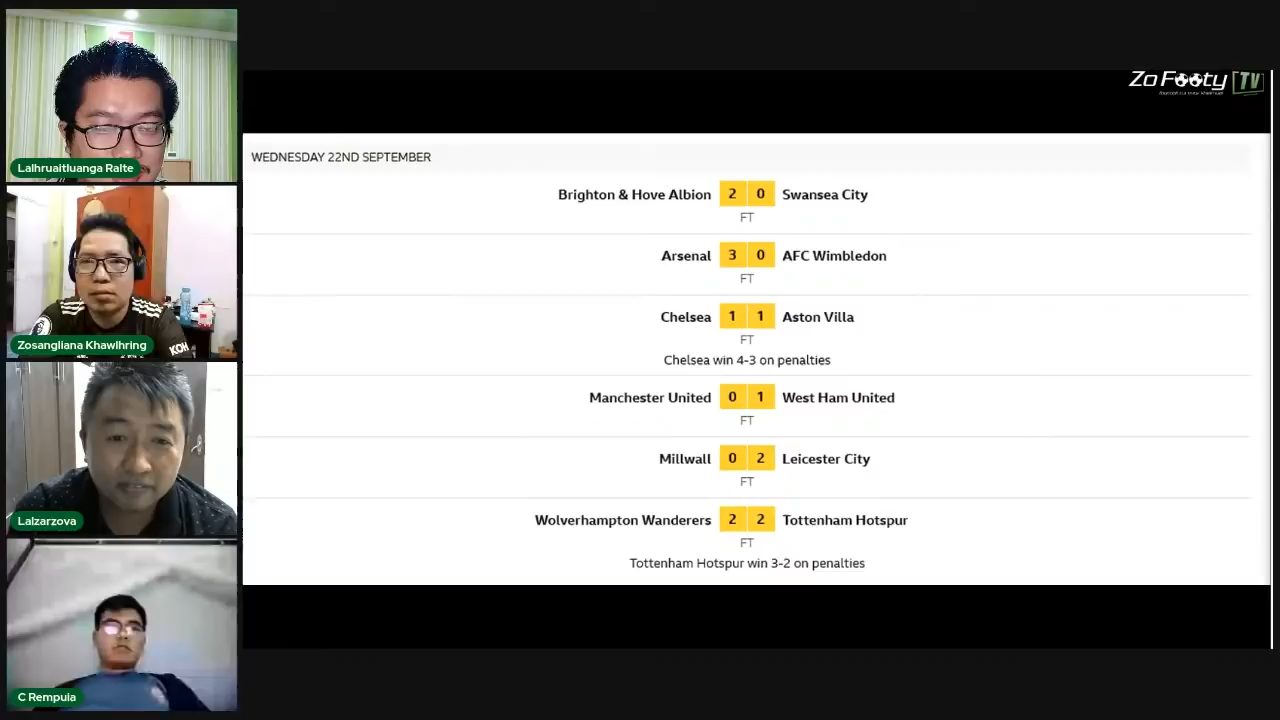 Lalhruaitluanga Ralte
Zosangliana Khawlhring
KOH
Lalzarzova
C Rempuia
ZoFooty TV
WEDNESDAY 22ND SEPTEMBER
Brighton & Hove Albion 2 0 Swansea City
FT
Arsenal 3 0 AFC Wimbledon
FT
Chelsea 1 1 Aston Villa
FT
Chelsea win 4-3 on penalties
Manchester United 0 1 West Ham United
FT
Millwall 0 2 Leicester City
FT
Wolverhampton Wanderers 2 2 Tottenham Hotspur
FT
Tottenham Hotspur win 3-2 on penalties